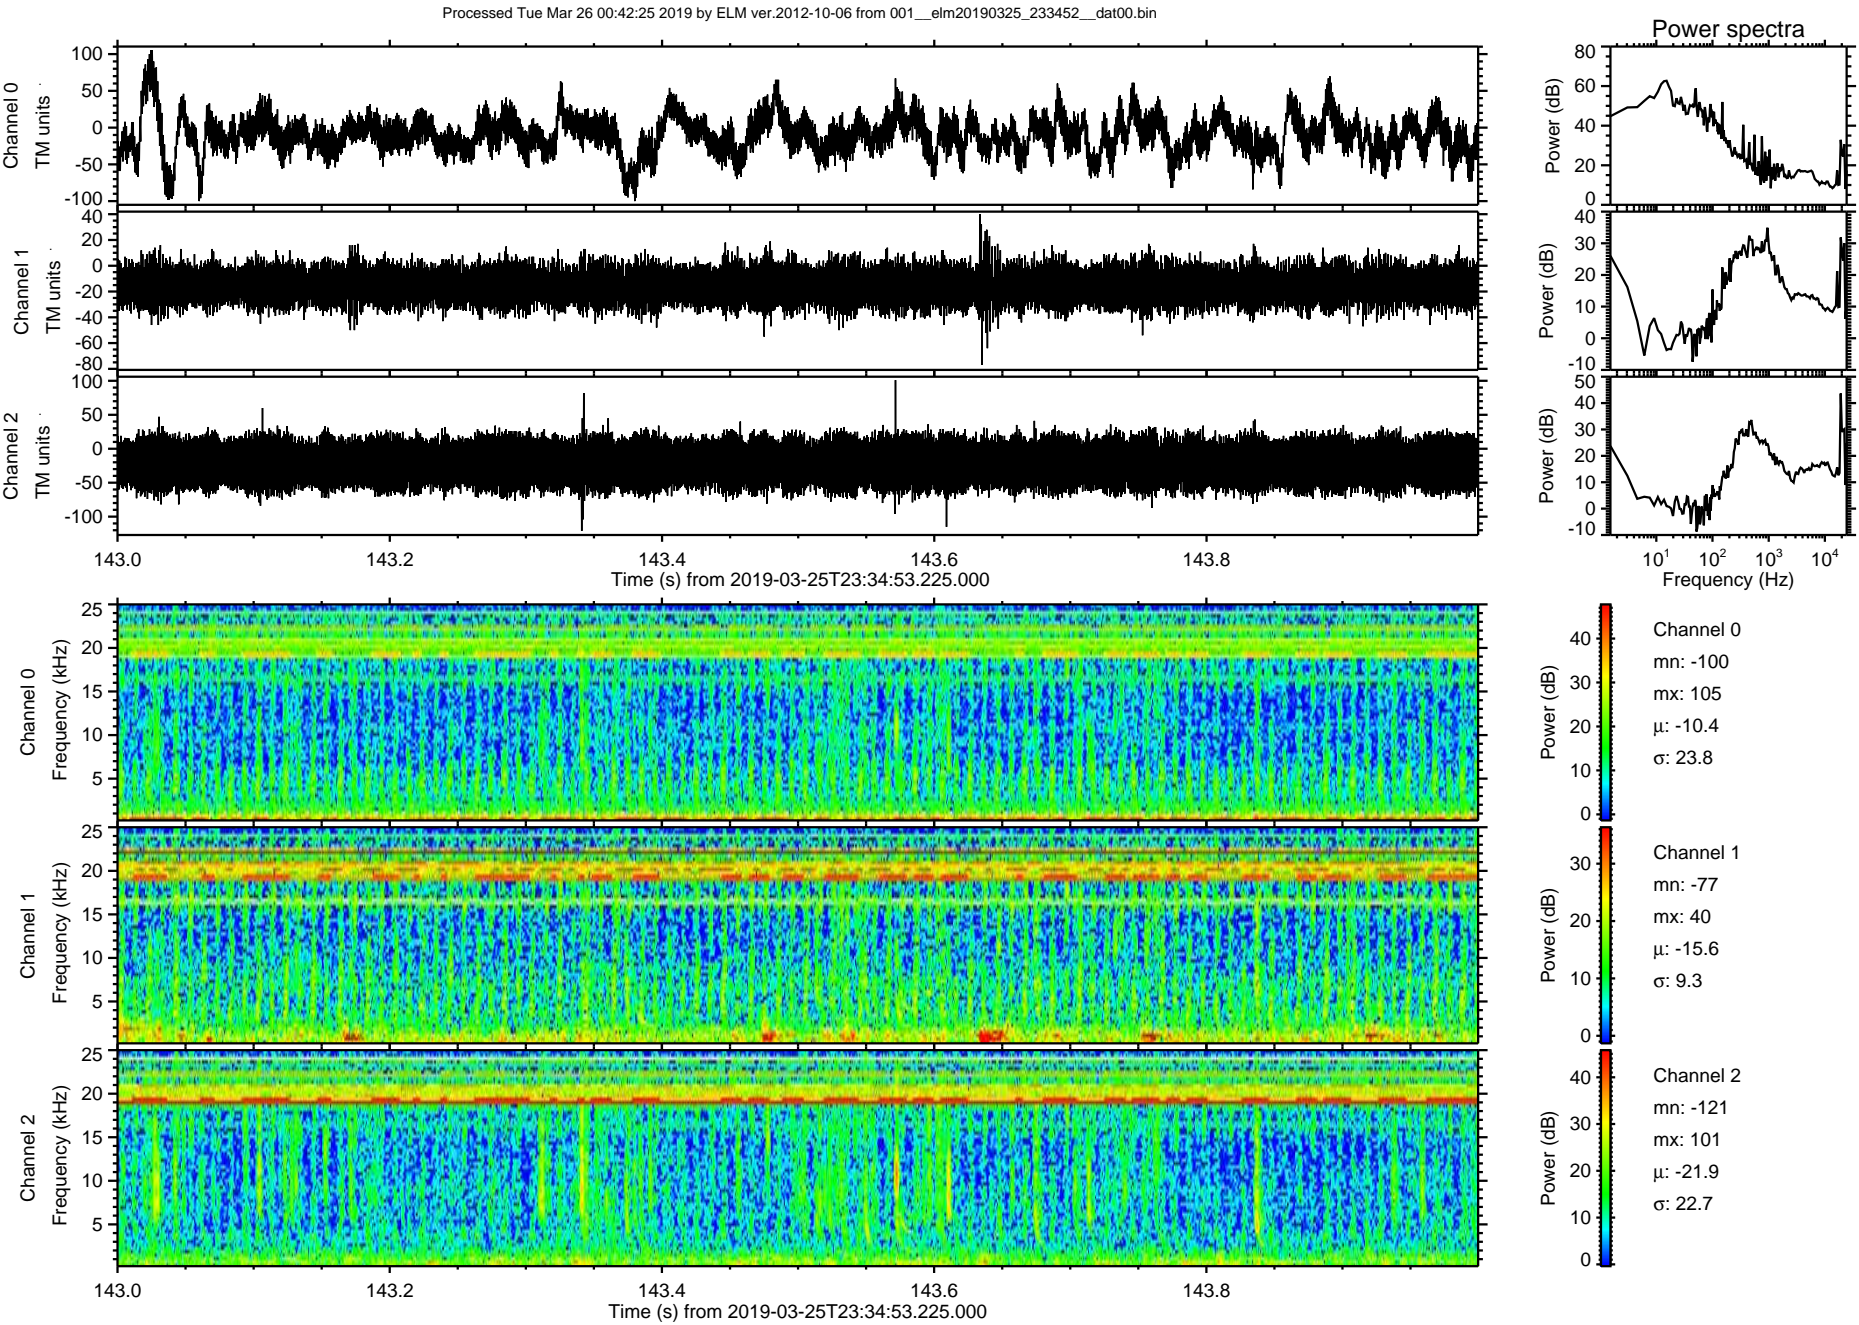 Processed Tue Mar 26 00:42:25 2019 by ELM ver.2012-10-06 from 001__elm20190325_233452__dat00.bin
Power spectra
Channel 0
TM units
100
50
0
-50
-100
Power (dB)
80
60
40
20
0
Channel 1
TM units
40
20
0
-20
-40
-60
-80
Power (dB)
40
30
20
10
0
-10
Channel 2
TM units
100
50
0
-50
-100
Power (dB)
50
40
30
20
10
0
-10
143.0 143.2 143.4 143.6 143.8
Time (s) from 2019-03-25T23:34:53.225.000
10¹ 10² 10³ 10⁴
Frequency (Hz)
Channel 0
Frequency (kHz)
25
20
15
10
5
Power (dB)
40
30
20
10
0
Channel 0
mn: -100
mx: 105
μ: -10.4
σ: 23.8
Channel 1
Frequency (kHz)
25
20
15
10
5
Power (dB)
30
20
10
0
Channel 1
mn: -77
mx: 40
μ: -15.6
σ: 9.3
Channel 2
Frequency (kHz)
25
20
15
10
5
Power (dB)
40
30
20
10
0
Channel 2
mn: -121
mx: 101
μ: -21.9
σ: 22.7
143.0 143.2 143.4 143.6 143.8
Time (s) from 2019-03-25T23:34:53.225.000